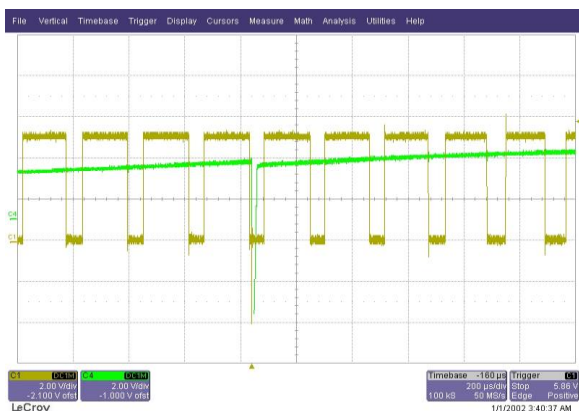 File Vertical Timebase Trigger Display Cursors Measure Math Analysis Utilities Help
C4
C1
C1 DC1M
2.00 V/div
-2.100 V ofst
C4 DC1M
2.00 V/div
-1.000 V ofst
Timebase -160 µs
200 µs/div
100 kS 50 MS/s
Trigger C1
Stop 5.86 V
Edge Positive
LeCroy
1/1/2002 3:40:37 AM